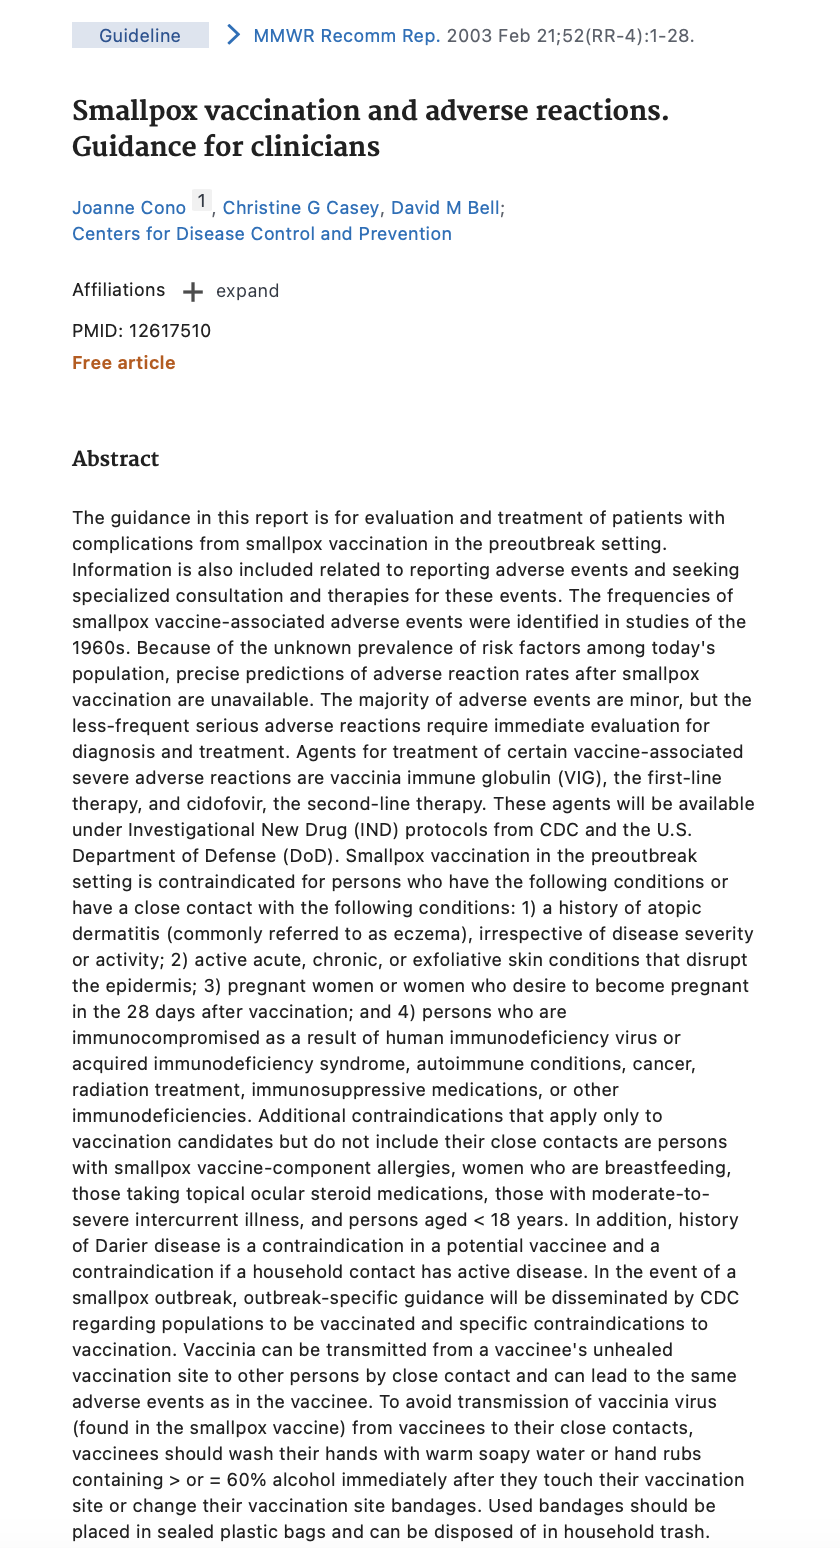 Guideline > MMWR Recomm Rep. 2003 Feb 21;52(RR-4):1-28.
Smallpox vaccination and adverse reactions.
Guidance for clinicians
Joanne Cono 1, Christine G Casey, David M Bell;
Centers for Disease Control and Prevention
Affiliations + expand
PMID: 12617510
Free article
Abstract
The guidance in this report is for evaluation and treatment of patients with
complications from smallpox vaccination in the preoutbreak setting.
Information is also included related to reporting adverse events and seeking
specialized consultation and therapies for these events. The frequencies of
smallpox vaccine-associated adverse events were identified in studies of the
1960s. Because of the unknown prevalence of risk factors among today's
population, precise predictions of adverse reaction rates after smallpox
vaccination are unavailable. The majority of adverse events are minor, but the
less-frequent serious adverse reactions require immediate evaluation for
diagnosis and treatment. Agents for treatment of certain vaccine-associated
severe adverse reactions are vaccinia immune globulin (VIG), the first-line
therapy, and cidofovir, the second-line therapy. These agents will be available
under Investigational New Drug (IND) protocols from CDC and the U.S.
Department of Defense (DoD). Smallpox vaccination in the preoutbreak
setting is contraindicated for persons who have the following conditions or
have a close contact with the following conditions: 1) a history of atopic
dermatitis (commonly referred to as eczema), irrespective of disease severity
or activity; 2) active acute, chronic, or exfoliative skin conditions that disrupt
the epidermis; 3) pregnant women or women who desire to become pregnant
in the 28 days after vaccination; and 4) persons who are
immunocompromised as a result of human immunodeficiency virus or
acquired immunodeficiency syndrome, autoimmune conditions, cancer,
radiation treatment, immunosuppressive medications, or other
immunodeficiencies. Additional contraindications that apply only to
vaccination candidates but do not include their close contacts are persons
with smallpox vaccine-component allergies, women who are breastfeeding,
those taking topical ocular steroid medications, those with moderate-to-
severe intercurrent illness, and persons aged < 18 years. In addition, history
of Darier disease is a contraindication in a potential vaccinee and a
contraindication if a household contact has active disease. In the event of a
smallpox outbreak, outbreak-specific guidance will be disseminated by CDC
regarding populations to be vaccinated and specific contraindications to
vaccination. Vaccinia can be transmitted from a vaccinee's unhealed
vaccination site to other persons by close contact and can lead to the same
adverse events as in the vaccinee. To avoid transmission of vaccinia virus
(found in the smallpox vaccine) from vaccinees to their close contacts,
vaccinees should wash their hands with warm soapy water or hand rubs
containing > or = 60% alcohol immediately after they touch their vaccination
site or change their vaccination site bandages. Used bandages should be
placed in sealed plastic bags and can be disposed of in household trash.